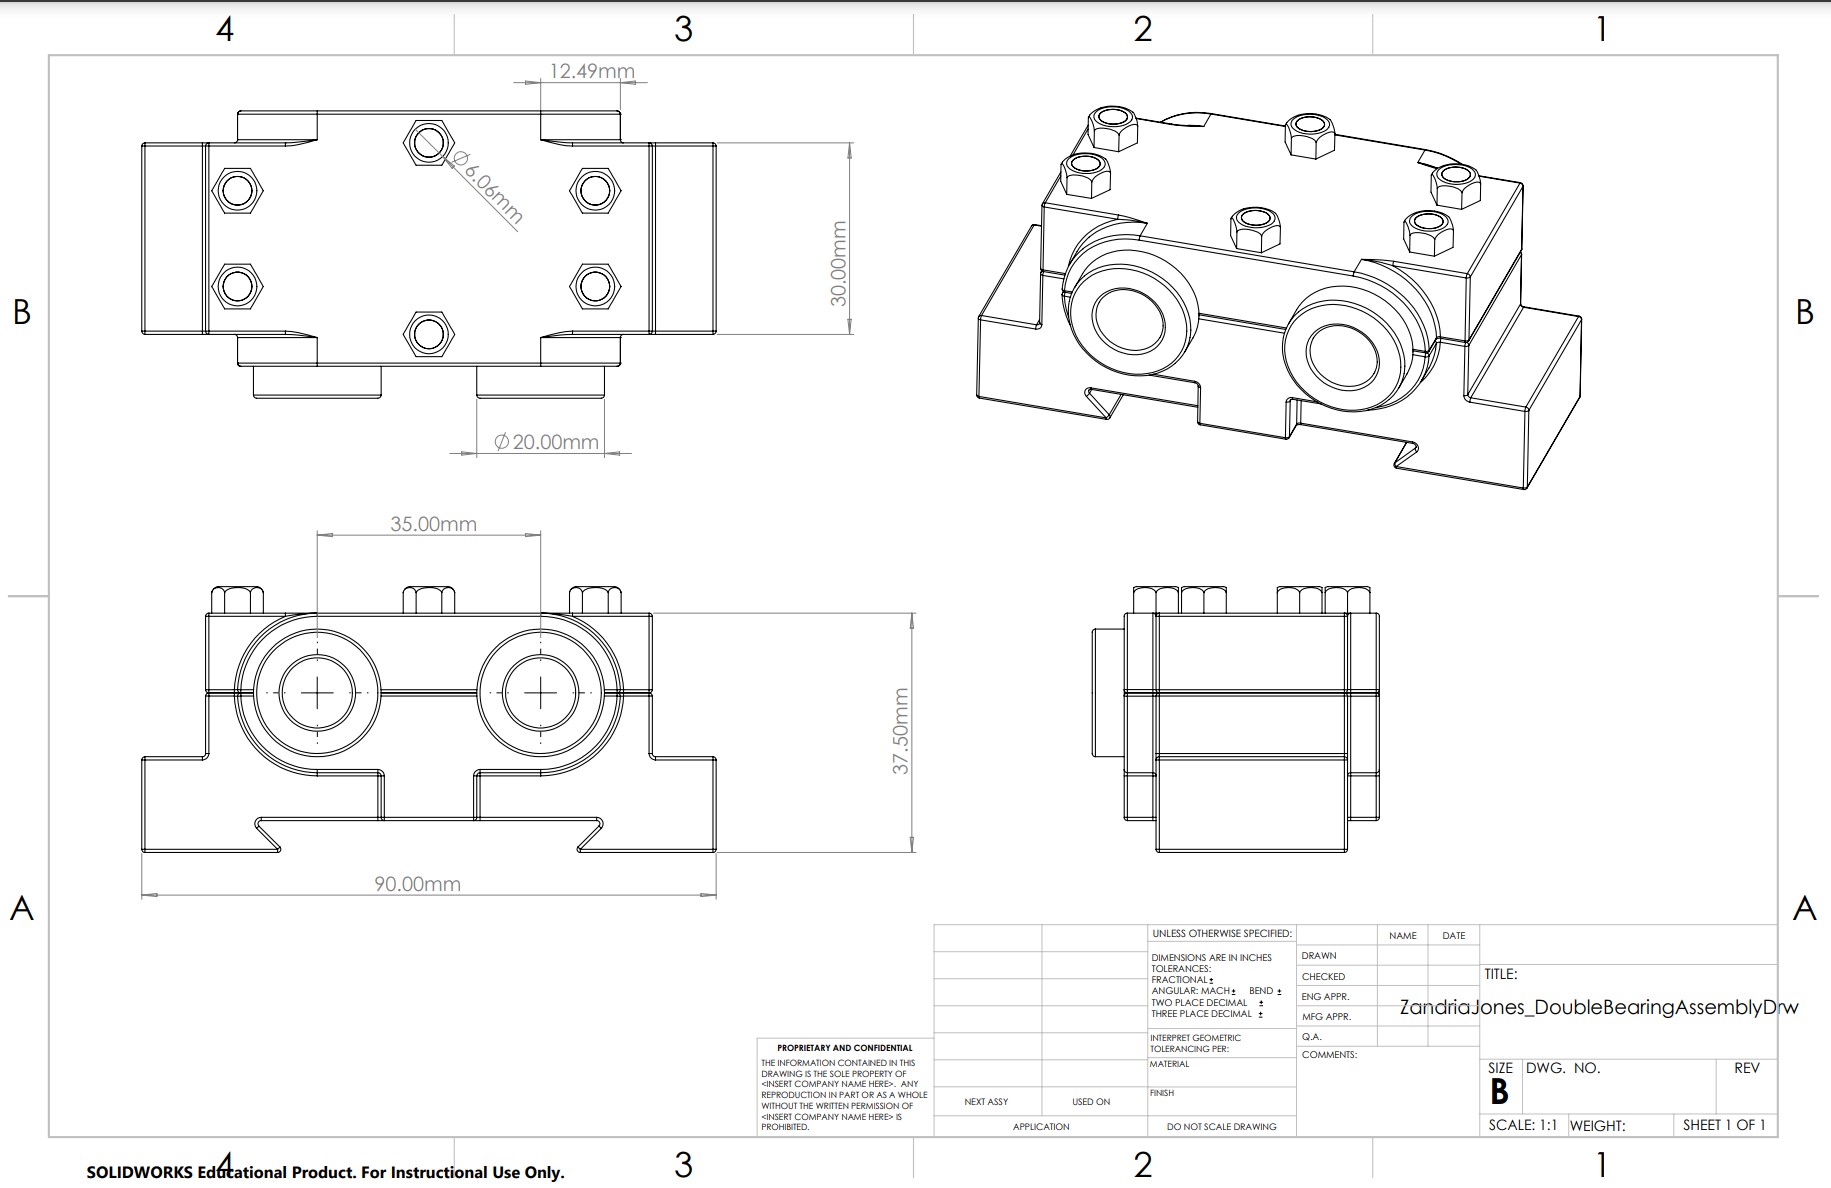 4 3 2 1
12.49mm
Ø6.06mm
30.00mm
B B
Ø20.00mm
35.00mm
37.50mm
90.00mm
A A
UNLESS OTHERWISE SPECIFIED:
DIMENSIONS ARE IN INCHES
TOLERANCES:
FRACTIONAL ±
ANGULAR: MACH ± BEND ±
TWO PLACE DECIMAL ±
THREE PLACE DECIMAL ±
INTERPRET GEOMETRIC
TOLERANCING PER:
MATERIAL
FINISH
DO NOT SCALE DRAWING
NAME DATE
DRAWN
CHECKED
ENG APPR.
MFG APPR.
Q.A.
COMMENTS:
TITLE:
ZandriaJones_DoubleBearingAssemblyDrw
SIZE DWG. NO. REV
B
SCALE: 1:1 WEIGHT: SHEET 1 OF 1
PROPRIETARY AND CONFIDENTIAL
THE INFORMATION CONTAINED IN THIS
DRAWING IS THE SOLE PROPERTY OF
<INSERT COMPANY NAME HERE>. ANY
REPRODUCTION IN PART OR AS A WHOLE
WITHOUT THE WRITTEN PERMISSION OF
<INSERT COMPANY NAME HERE> IS
PROHIBITED.
NEXT ASSY USED ON
APPLICATION
4 3 2 1
SOLIDWORKS Educational Product. For Instructional Use Only.